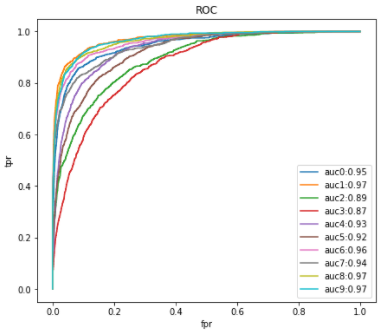 ROC
tpr
1.0
0.8
0.6
0.4
0.2
0.0
auc0:0.95
auc1:0.97
auc2:0.89
auc3:0.87
auc4:0.93
auc5:0.92
auc6:0.96
auc7:0.94
auc8:0.97
auc9:0.97
0.0 0.2 0.4 0.6 0.8 1.0
fpr